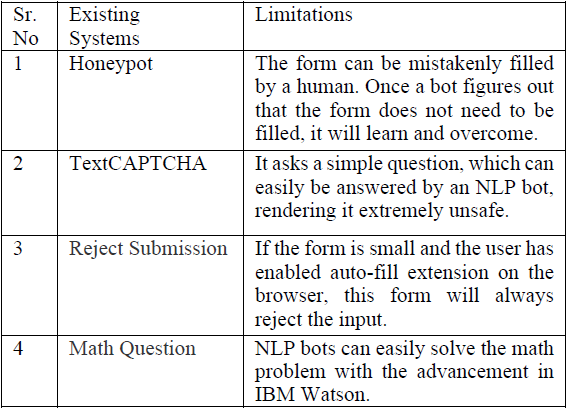 Sr. No Existing Systems Limitations
1 Honeypot The form can be mistakenly filled
by a human. Once a bot figures out
that the form does not need to be
filled, it will learn and overcome.
2 TextCAPTCHA It asks a simple question, which can
easily be answered by an NLP bot,
rendering it extremely unsafe.
3 Reject Submission If the form is small and the user has
enabled auto-fill extension on the
browser, this form will always
reject the input.
4 Math Question NLP bots can easily solve the math
problem with the advancement in
IBM Watson.